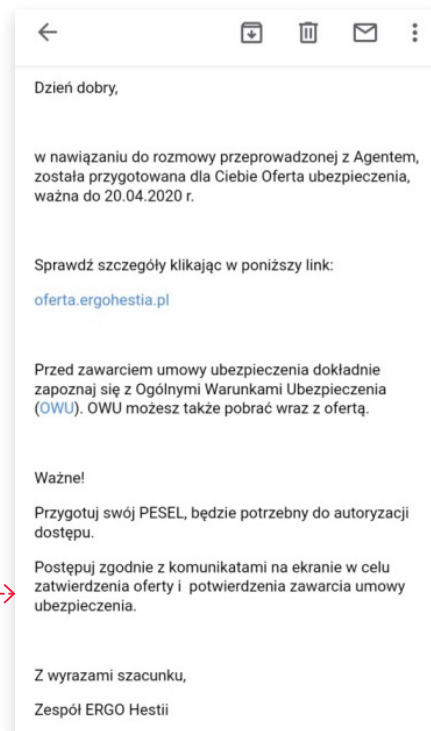 Dzień dobry,
w nawiązaniu do rozmowy przeprowadzonej z Agentem,
została przygotowana dla Ciebie Oferta ubezpieczenia,
ważna do 20.04.2020 r.
Sprawdź szczegóły klikając w poniższy link:
oferta.ergohestia.pl
Przed zawarciem umowy ubezpieczenia dokładnie
zapoznaj się z Ogólnymi Warunkami Ubezpieczenia
(OWU). OWU możesz także pobrać wraz z ofertą.
Ważne!
Przygotuj swój PESEL, będzie potrzebny do autoryzacji
dostępu.
Postępuj zgodnie z komunikatami na ekranie w celu
zatwierdzenia oferty i potwierdzenia zawarcia umowy
ubezpieczenia.
Z wyrazami szacunku,
Zespół ERGO Hestii